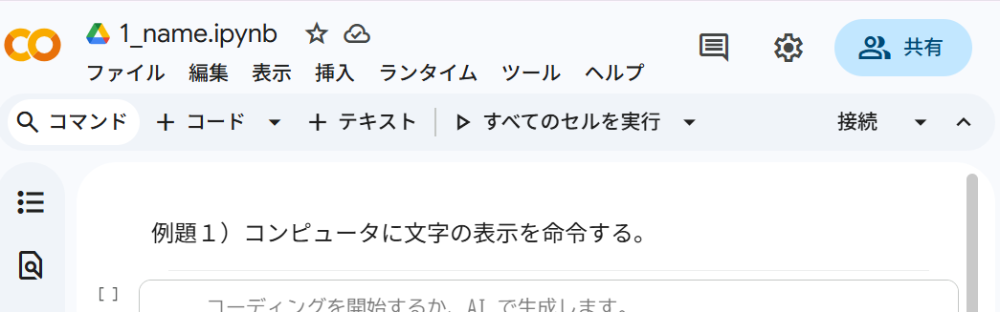 1_name.ipynb
ファイル 編集 表示 挿入 ランタイム ツール ヘルプ
共有
コマンド + コード + テキスト すべてのセルを実行 接続
例題１）コンピュータに文字の表示を命令する。
[ ]
コーディングを開始するか、AI で生成します。